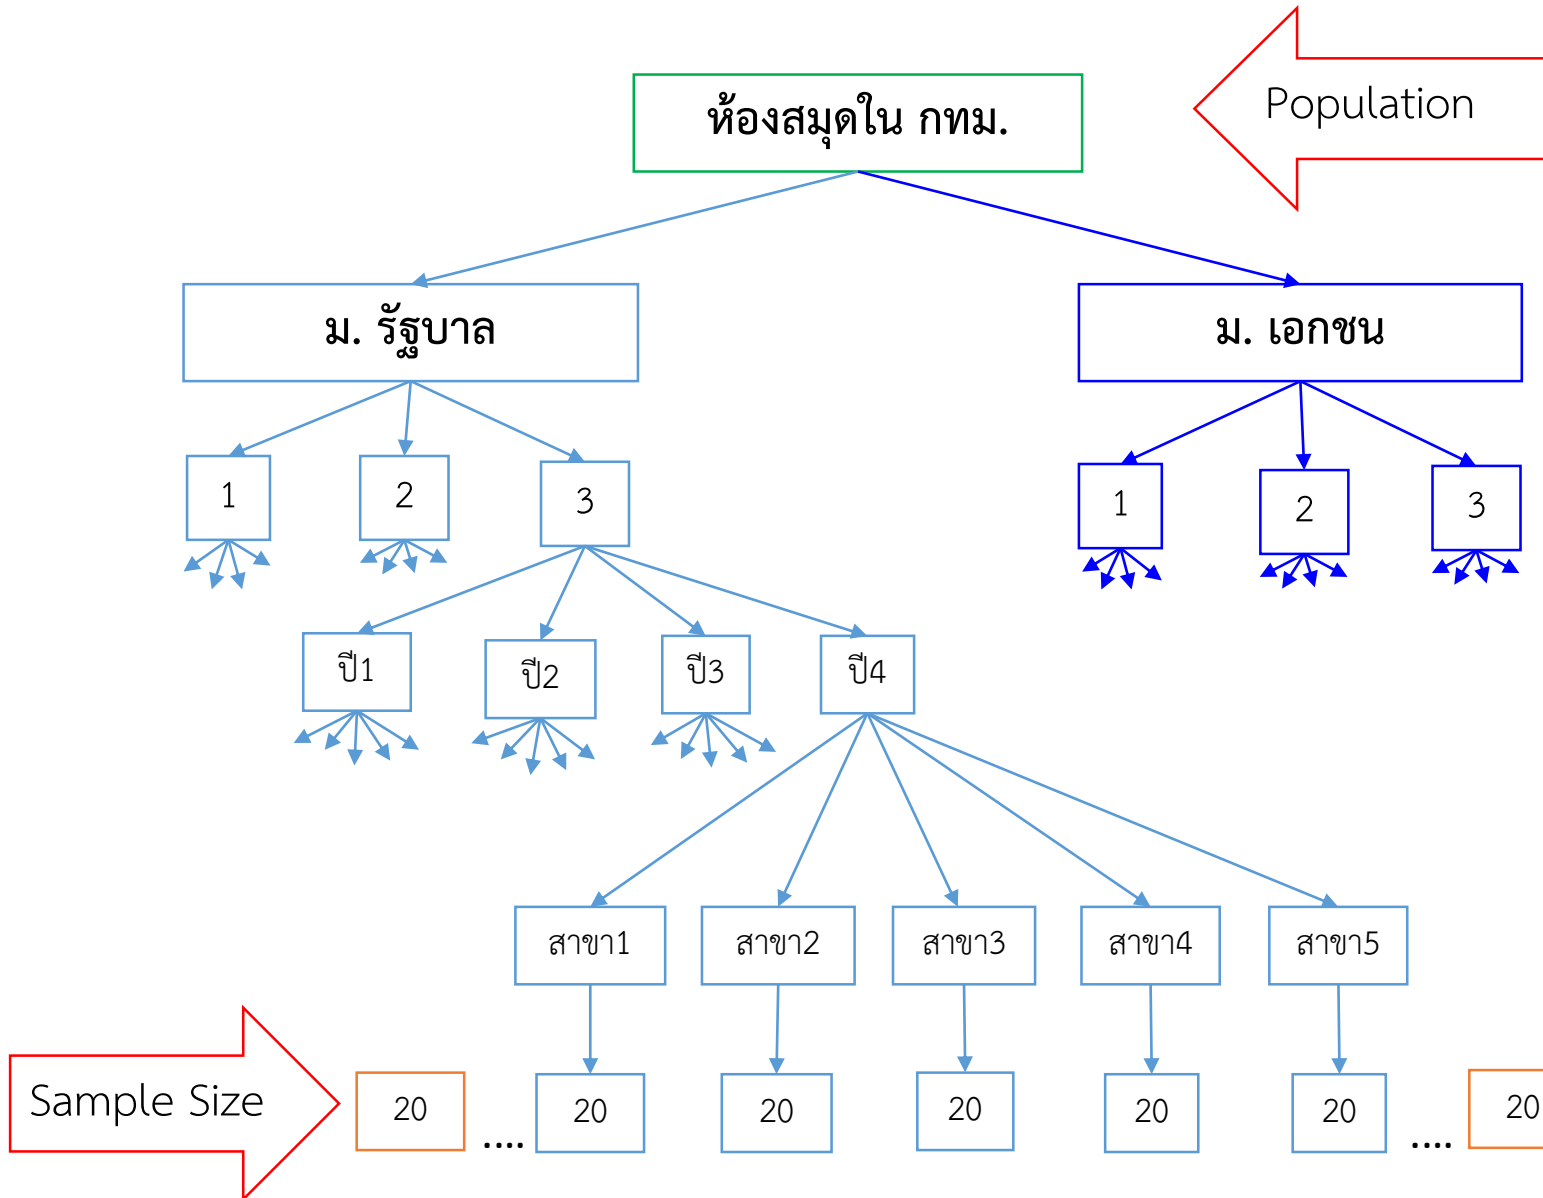 Population
ห้องสมุดใน กทม.
ม. รัฐบาล
ม. เอกชน
1
2
3
1
2
3
ปี1
ปี2
ปี3
ปี4
สาขา1
สาขา2
สาขา3
สาขา4
สาขา5
Sample Size
20
....
20
20
20
20
20
....
20